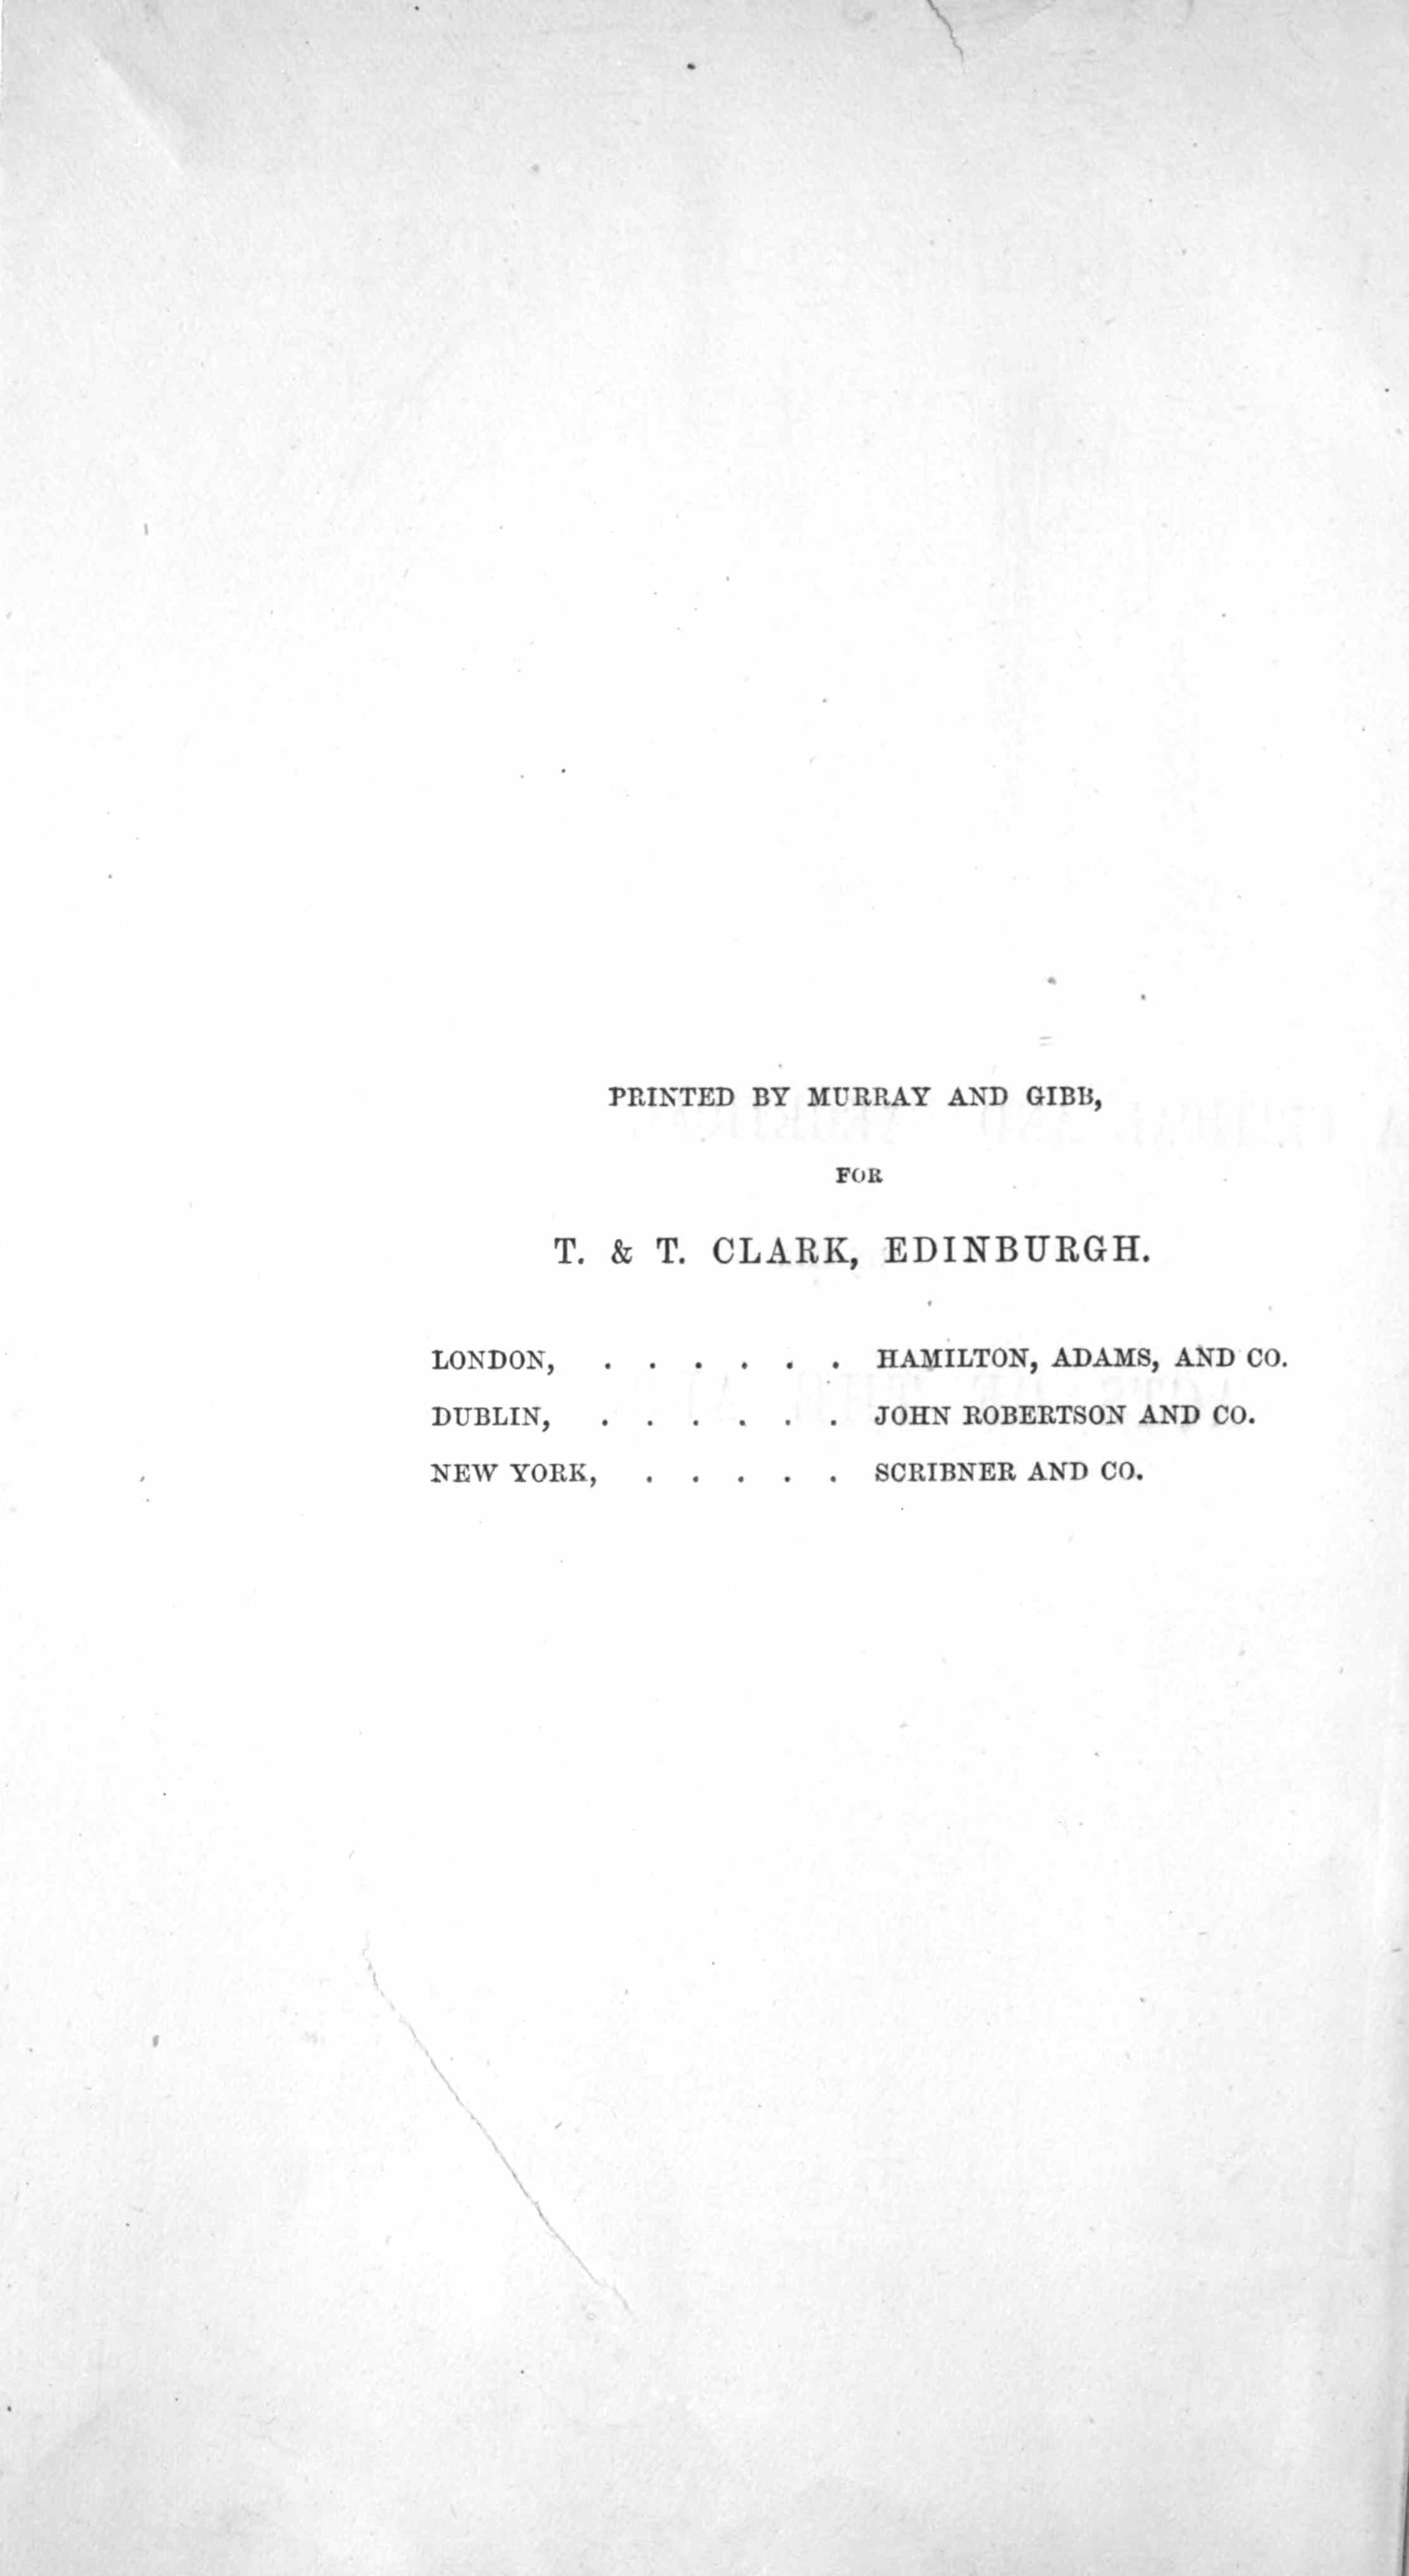 PRINTED BY MURRAY AND GIBB,
FOR
T. & T. CLARK, EDINBURGH.
LONDON, . . . . . . HAMILTON, ADAMS, AND CO.
DUBLIN, . . . . . . JOHN ROBERTSON AND CO.
NEW YORK, . . . . . SCRIBNER AND CO.